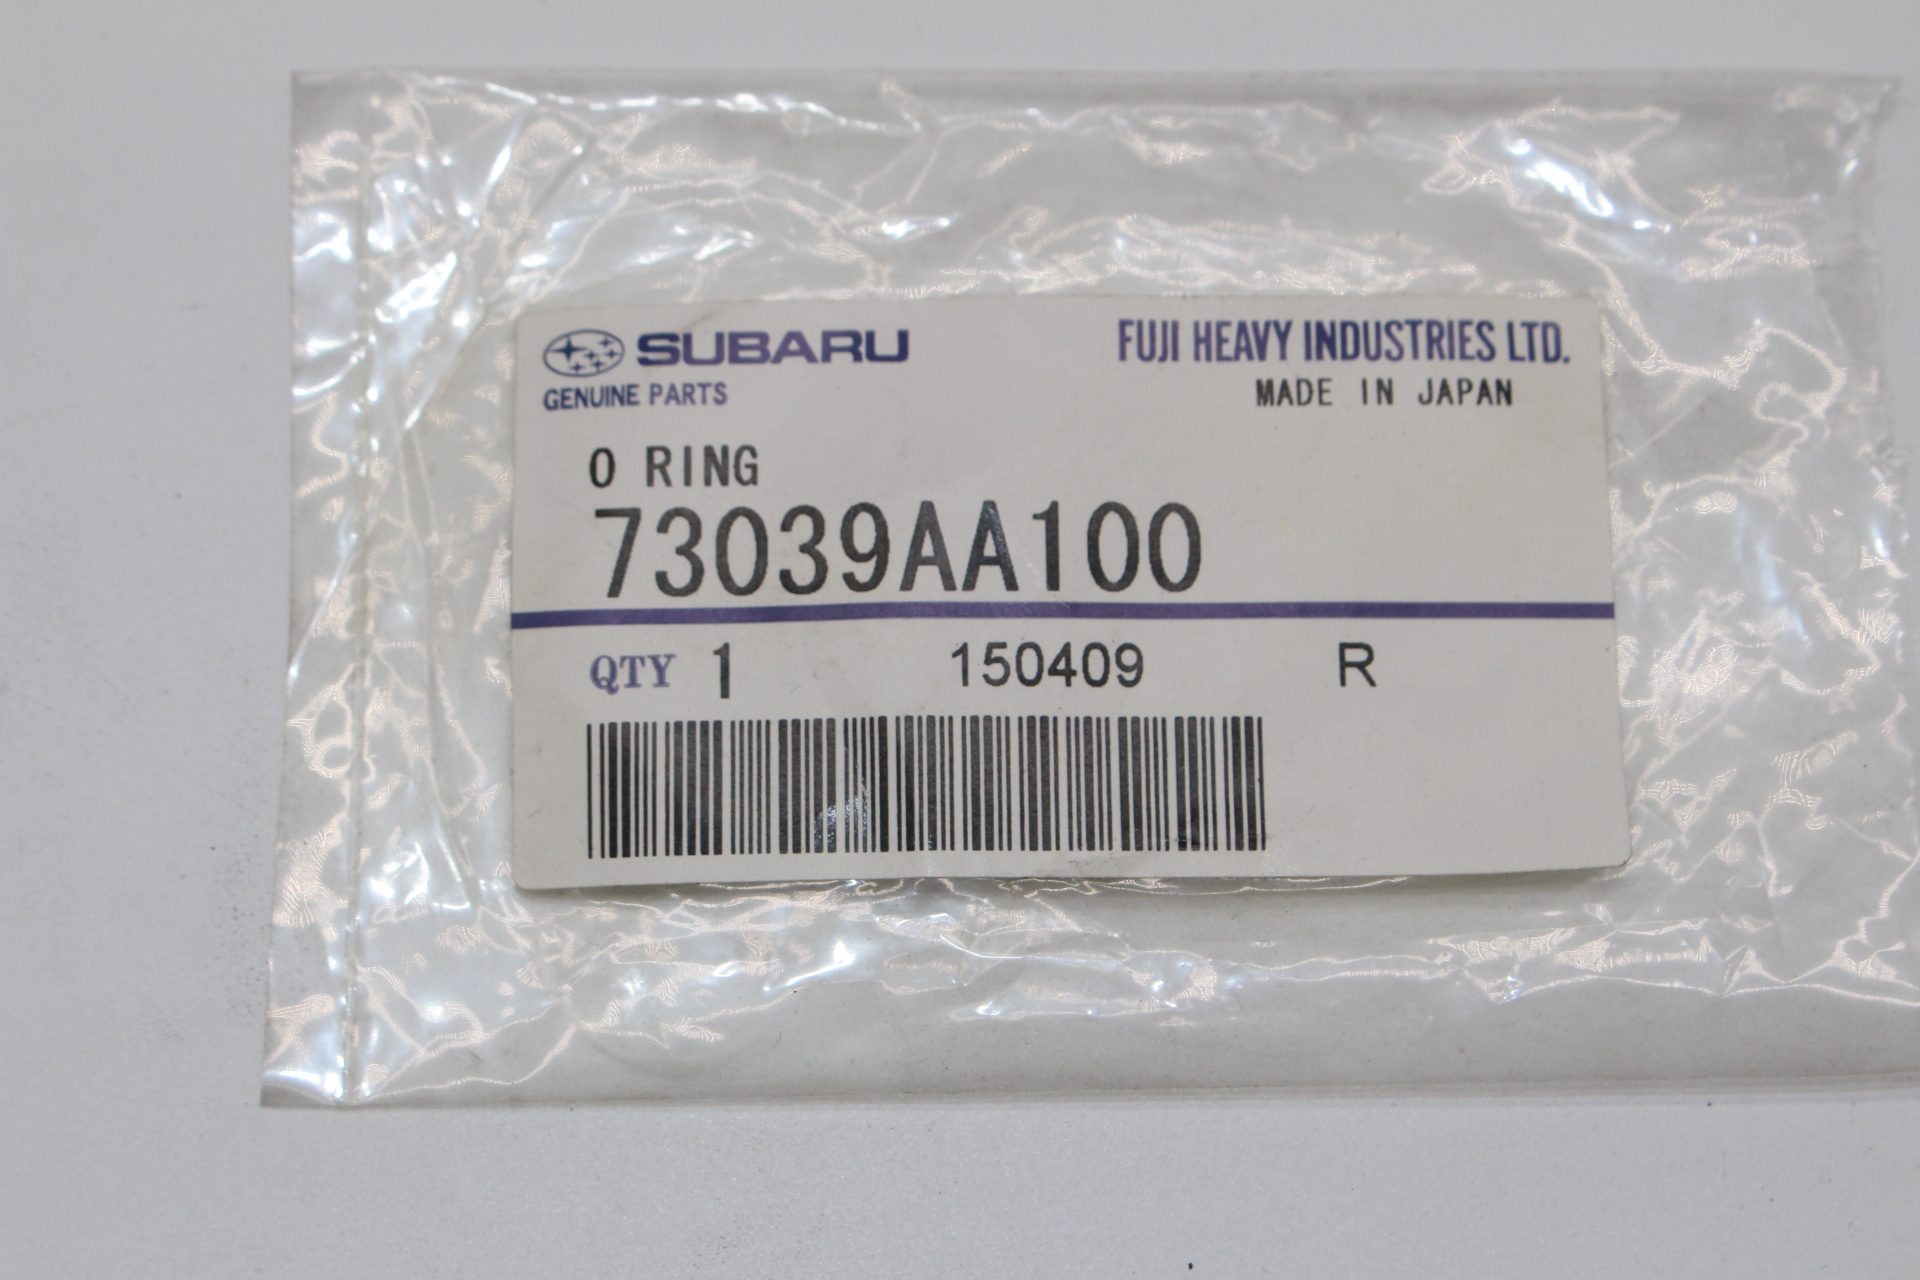 SUBARU
GENUINE PARTS
FUJI HEAVY INDUSTRIES LTD.
MADE IN JAPAN
O RING
73039AA100
QTY 1 150409 R